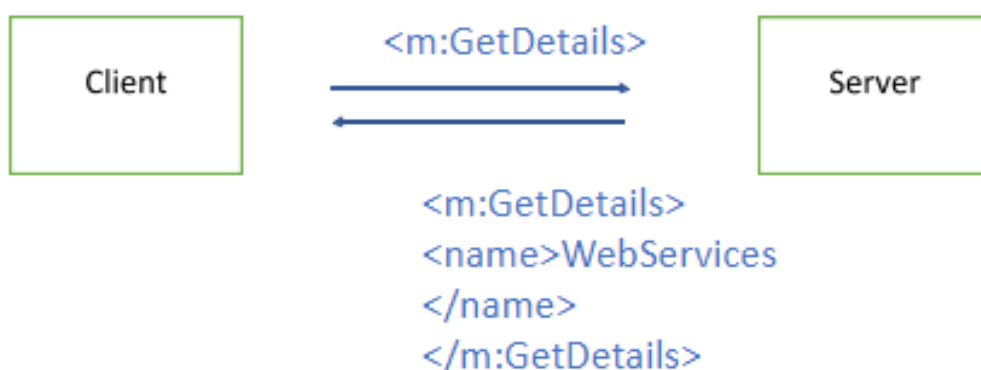 <m:GetDetails>
Client
Server
<m:GetDetails>
<name>WebServices
</name>
</m:GetDetails>